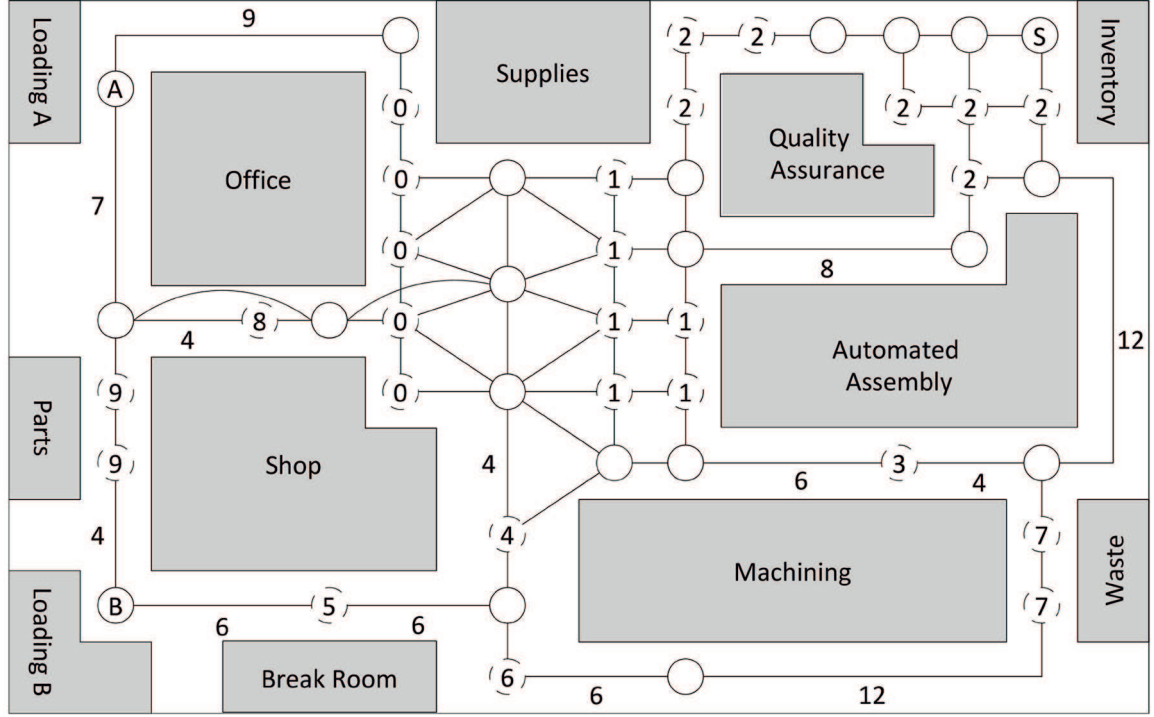 9
Loading A
Supplies
2
2
S
Inventory
A
0
2
2
2
2
Quality
Assurance
Office
0
1
2
7
0
1
8
8
0
1
1
4
12
Automated
Assembly
9
0
1
1
Parts
9
Shop
4
3
6
4
4
4
7
Waste
Machining
B
5
7
6
6
Loading B
Break Room
6
6
12